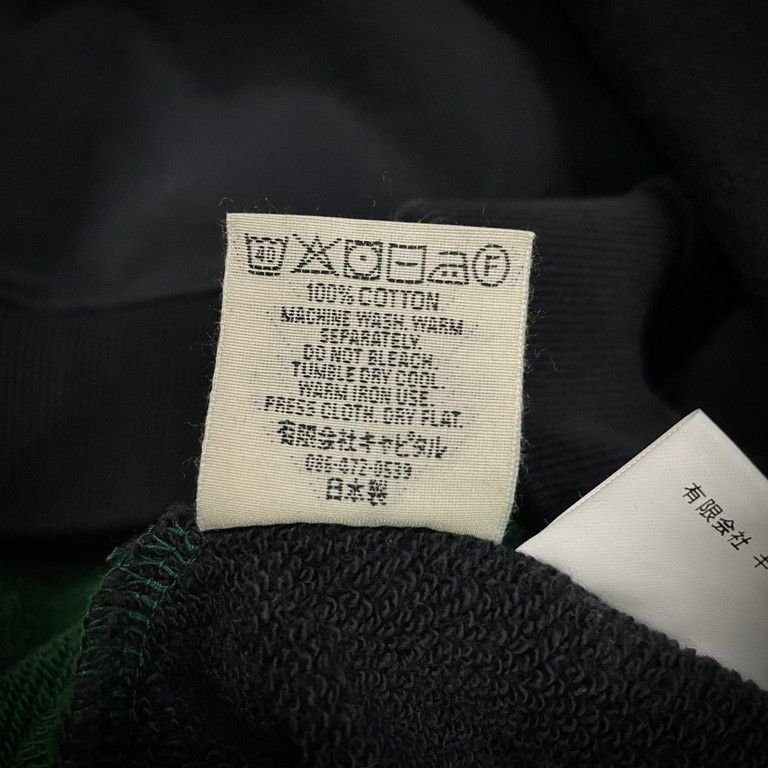 40 F
100% COTTON
MACHINE WASH, WARM
SEPARATELY.
DO NOT BLEACH.
TUMBLE DRY COOL.
WARM IRON USE.
PRESS CLOTH. DRY FLAT.
有限会社キャピタル
086-472-0539
日本製
有限会社 キ